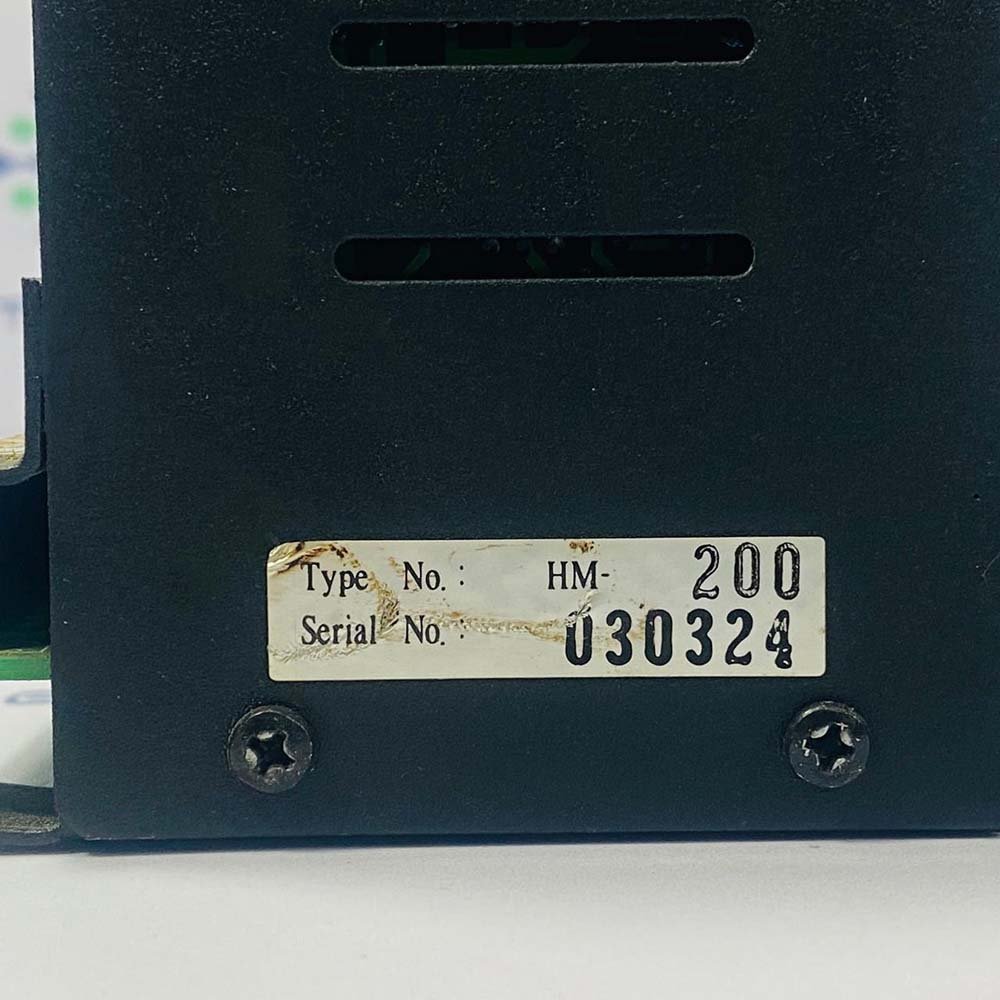 Type No. : HM- 200
Serial No. : 030324